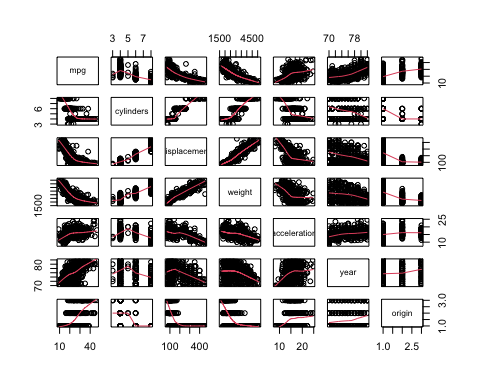 3 5 7 1500 4500 70 78
mpg 10
6 3 cylinders
isplacemen 100
1500 weight
acceleration 10 25
80 70 year
origin 1.0 3.0
10 40 100 400 10 20 1.0 2.5